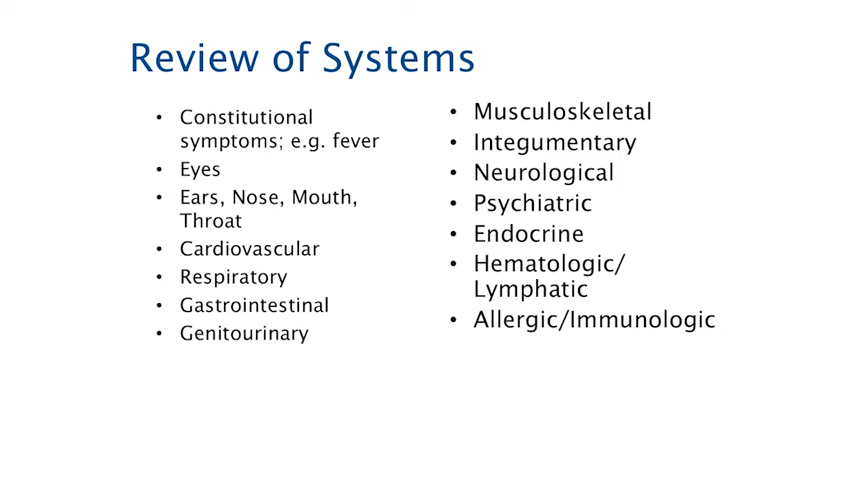 Review of Systems
• Constitutional
symptoms; e.g. fever
• Eyes
• Ears, Nose, Mouth,
Throat
• Cardiovascular
• Respiratory
• Gastrointestinal
• Genitourinary
• Musculoskeletal
• Integumentary
• Neurological
• Psychiatric
• Endocrine
• Hematologic/
Lymphatic
• Allergic/Immunologic